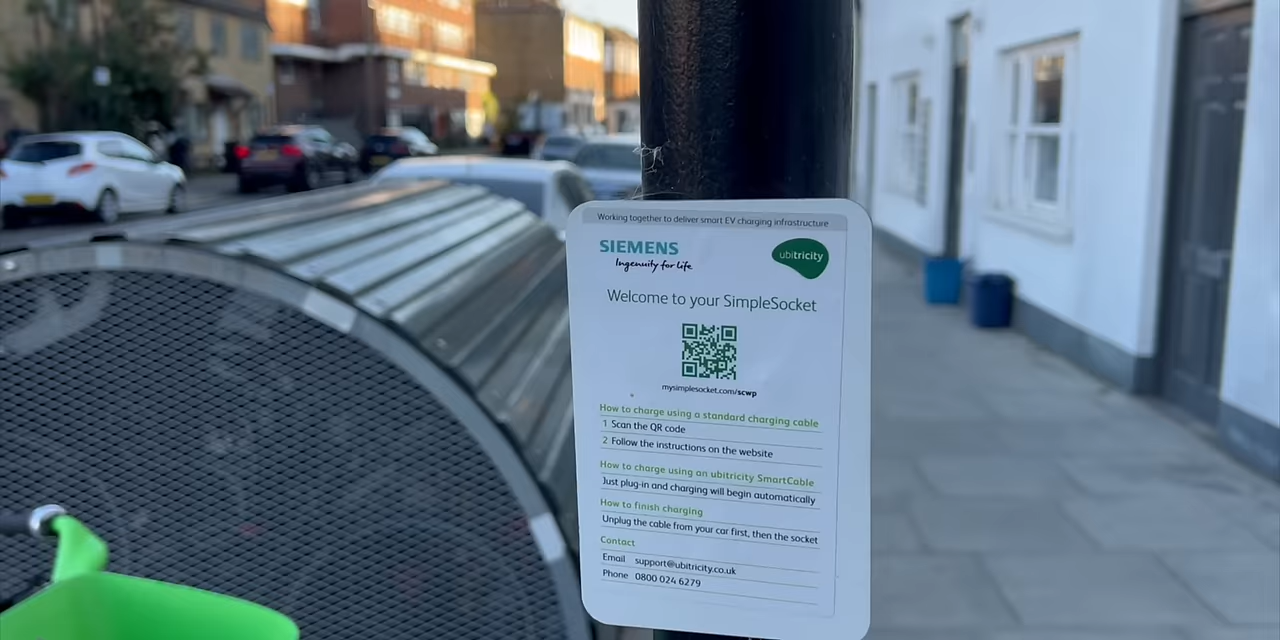 Working together to deliver smart EV charging infrastructure
SIEMENS
Ingenuity for life
ubitricity
Welcome to your SimpleSocket
mysimplesocket.com/scwp
How to charge using a standard charging cable
1 Scan the QR code
2 Follow the instructions on the website
How to charge using an ubitricity SmartCable
Just plug-in and charging will begin automatically
How to finish charging
Unplug the cable from your car first, then the socket
Contact
Email support@ubitricity.co.uk
Phone 0800 024 6279